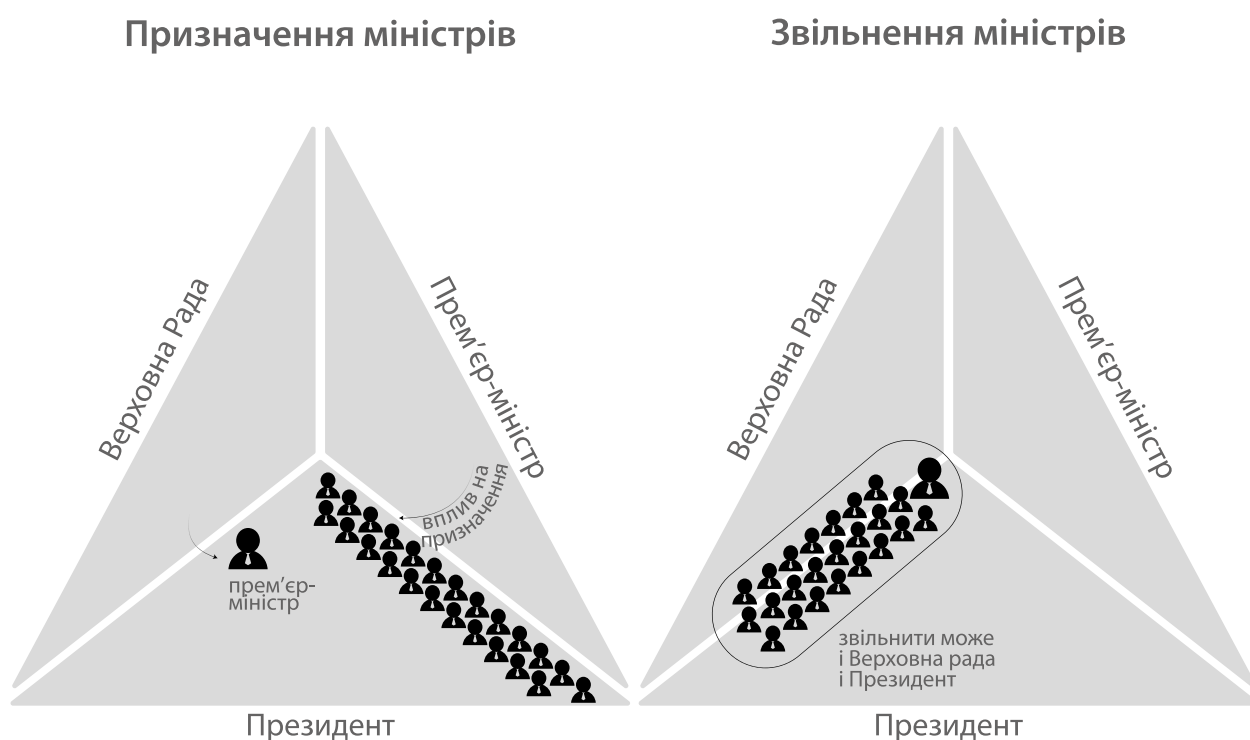 Призначення міністрів
Верховна Рада
Прем’єр-міністр
вплив на
призначення
прем’єр-
міністр
Президент
Звільнення міністрів
Верховна Рада
Прем’єр-міністр
звільнити може
і Верховна рада
і Президент
Президент